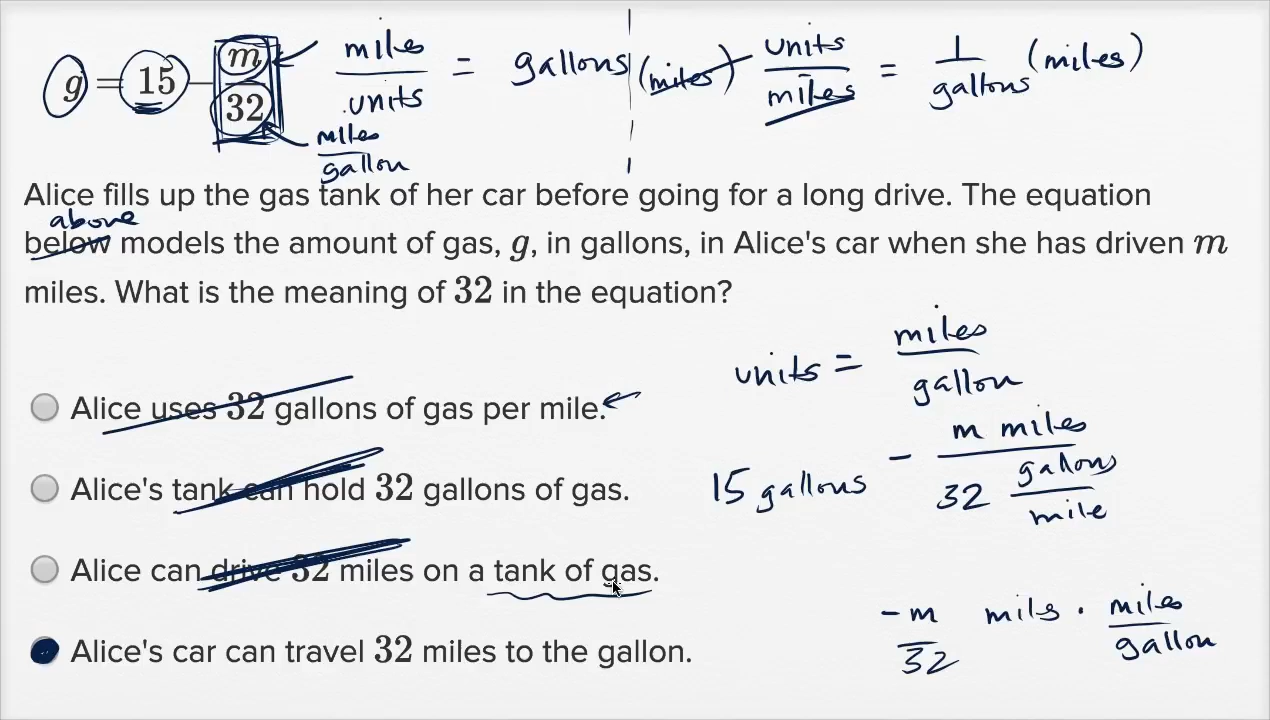 g = 15 − m/32
miles/units = gallons
(miles) units/miles = 1/gallons (miles)
miles/gallon
Alice fills up the gas tank of her car before going for a long drive. The equation
above
below models the amount of gas, g, in gallons, in Alice's car when she has driven m
miles. What is the meaning of 32 in the equation?
units = miles/gallon
Alice uses 32 gallons of gas per mile.
Alice's tank can hold 32 gallons of gas.
15 gallons − m miles/32 gallons/mile
Alice can drive 32 miles on a tank of gas.
−m/32 mils · miles/gallon
Alice's car can travel 32 miles to the gallon.